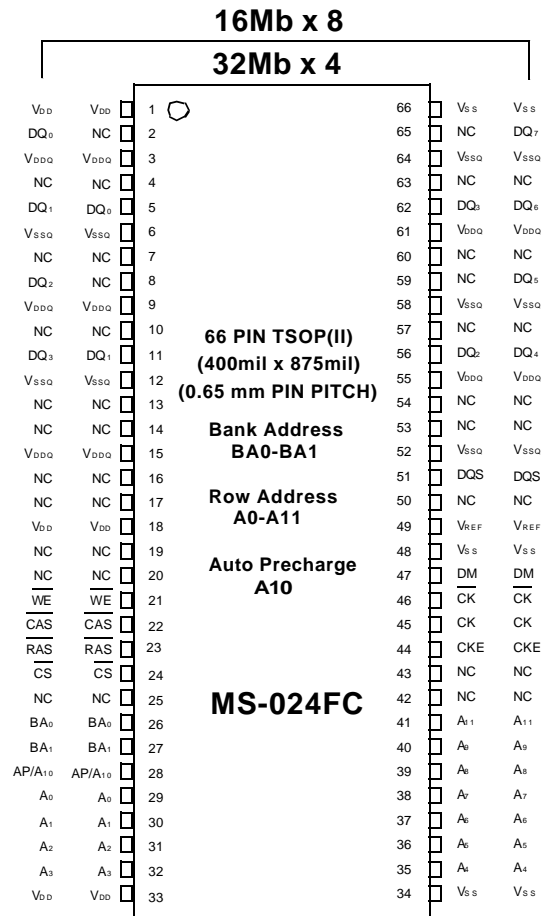 16Mb x 8
32Mb x 4
VDD VDD 1 66 VSS VSS
DQ0 NC 2 65 NC DQ7
VDDQ VDDQ 3 64 VSSQ VSSQ
NC NC 4 63 NC NC
DQ1 DQ0 5 62 DQ3 DQ6
VSSQ VSSQ 6 61 VDDQ VDDQ
NC NC 7 60 NC NC
DQ2 NC 8 59 NC DQ5
VDDQ VDDQ 9 58 VSSQ VSSQ
NC NC 10 57 NC NC
66 PIN TSOP(II)
DQ3 DQ1 11 56 DQ2 DQ4
(400mil x 875mil)
VSSQ VSSQ 12 55 VDDQ VDDQ
(0.65 mm PIN PITCH)
NC NC 13 54 NC NC
NC NC 14 53 NC NC
Bank Address
VDDQ VDDQ 15 52 VSSQ VSSQ
BA0-BA1
NC NC 16 51 DQS DQS
NC NC 17 50 NC NC
Row Address
VDD VDD 18 49 VREF VREF
A0-A11
NC NC 19 48 VSS VSS
NC NC 20 47 DM DM
Auto Precharge
A10
WE WE 21 46 CK CK
CAS CAS 22 45 CK CK
RAS RAS 23 44 CKE CKE
CS CS 24 43 NC NC
NC NC 25 42 NC NC
MS-024FC
BA0 BA0 26 41 A11 A11
BA1 BA1 27 40 A9 A9
AP/A10 AP/A10 28 39 A8 A8
A0 A0 29 38 A7 A7
A1 A1 30 37 A6 A6
A2 A2 31 36 A5 A5
A3 A3 32 35 A4 A4
VDD VDD 33 34 VSS VSS